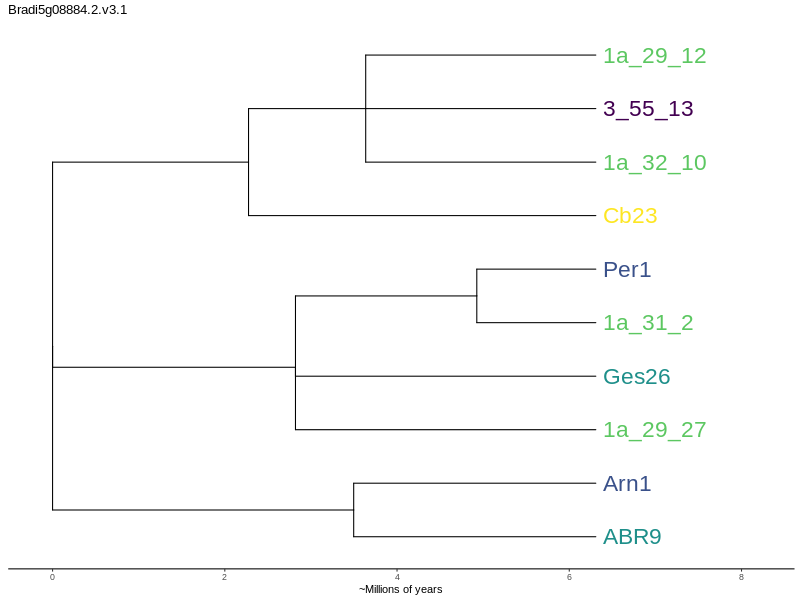 Bradi5g08884.2.v3.1
1a_29_12
3_55_13
1a_32_10
Cb23
Per1
1a_31_2
Ges26
1a_29_27
Arn1
ABR9
0 2 4 6 8
~Millions of years